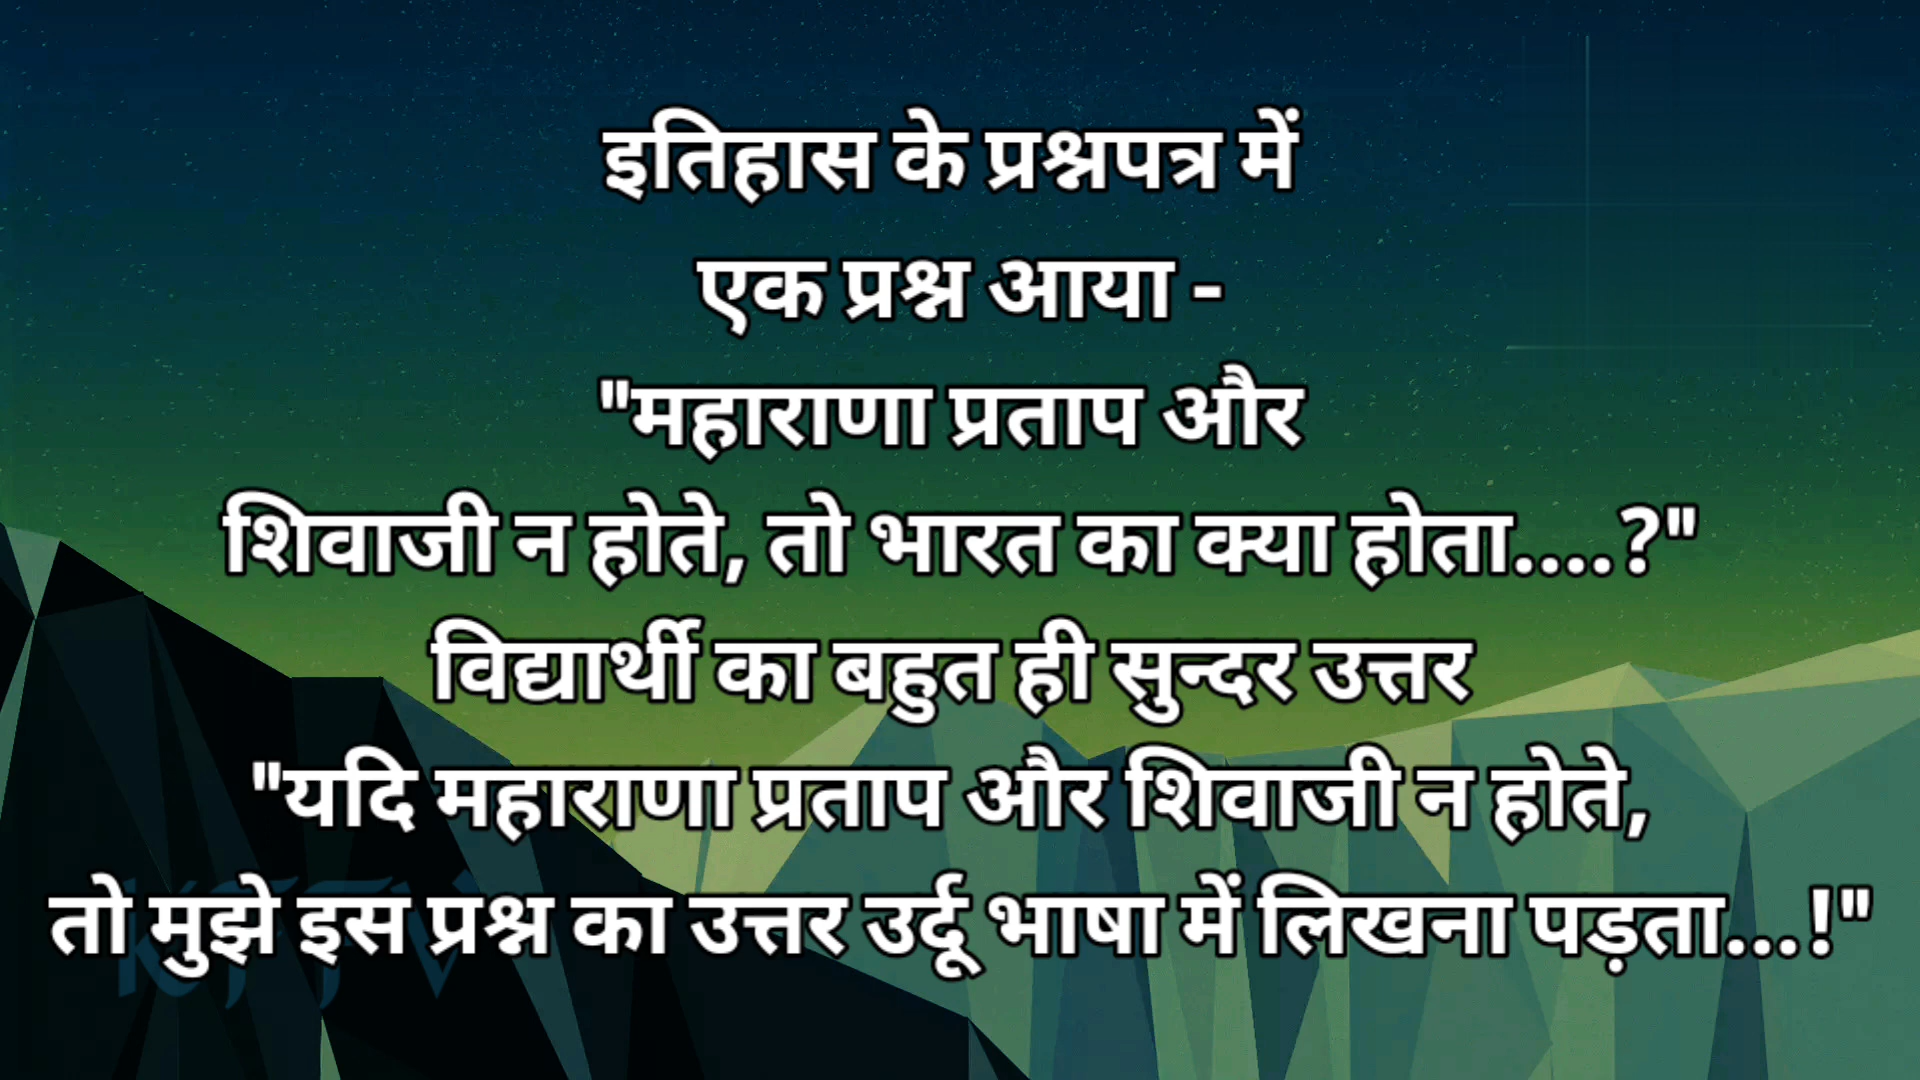 इतिहास के प्रश्नपत्र में
एक प्रश्न आया -
"महाराणा प्रताप और
शिवाजी न होते, तो भारत का क्या होता....?"
विद्यार्थी का बहुत ही सुन्दर उत्तर
"यदि महाराणा प्रताप और शिवाजी न होते,
तो मुझे इस प्रश्न का उत्तर उर्दू भाषा में लिखना पड़ता...!"